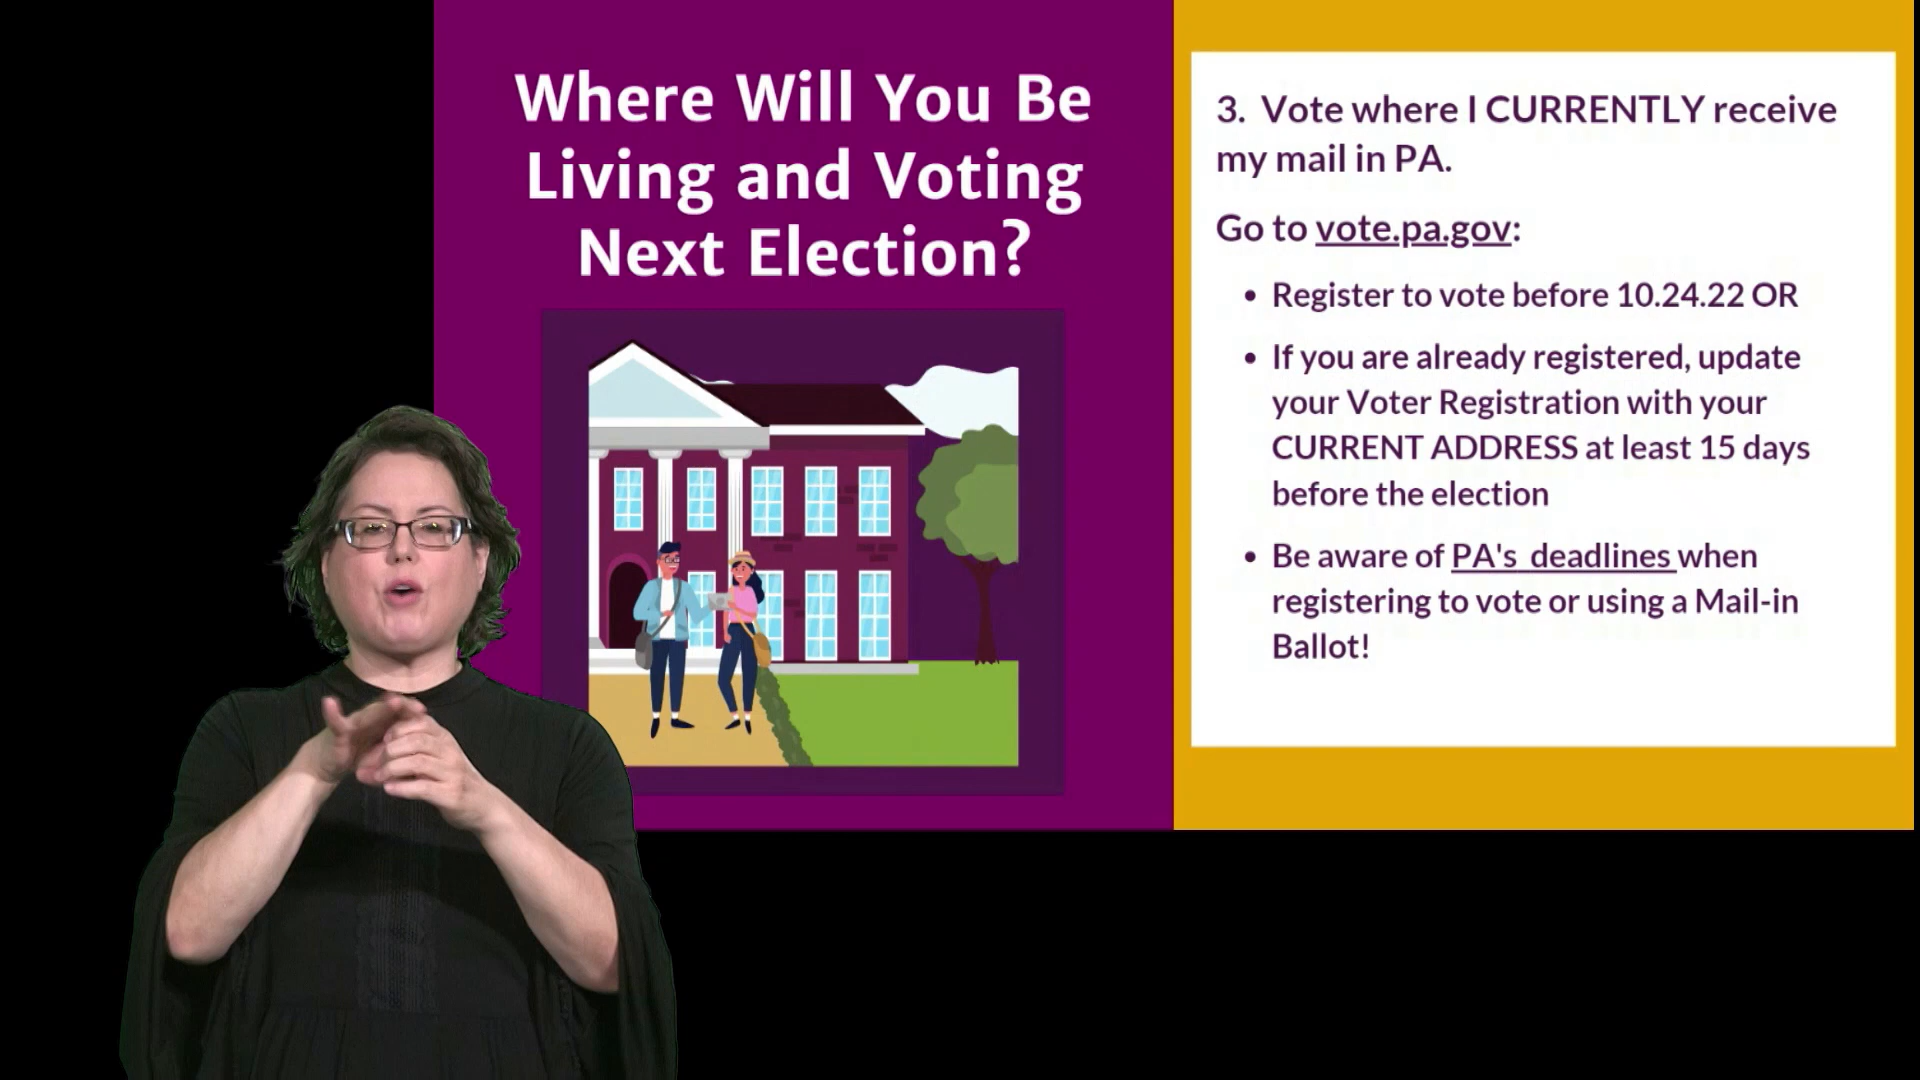 Where Will You Be
Living and Voting
Next Election?
3. Vote where I CURRENTLY receive
my mail in PA.
Go to vote.pa.gov:
• Register to vote before 10.24.22 OR
• If you are already registered, update
your Voter Registration with your
CURRENT ADDRESS at least 15 days
before the election
• Be aware of PA's deadlines when
registering to vote or using a Mail-in
Ballot!